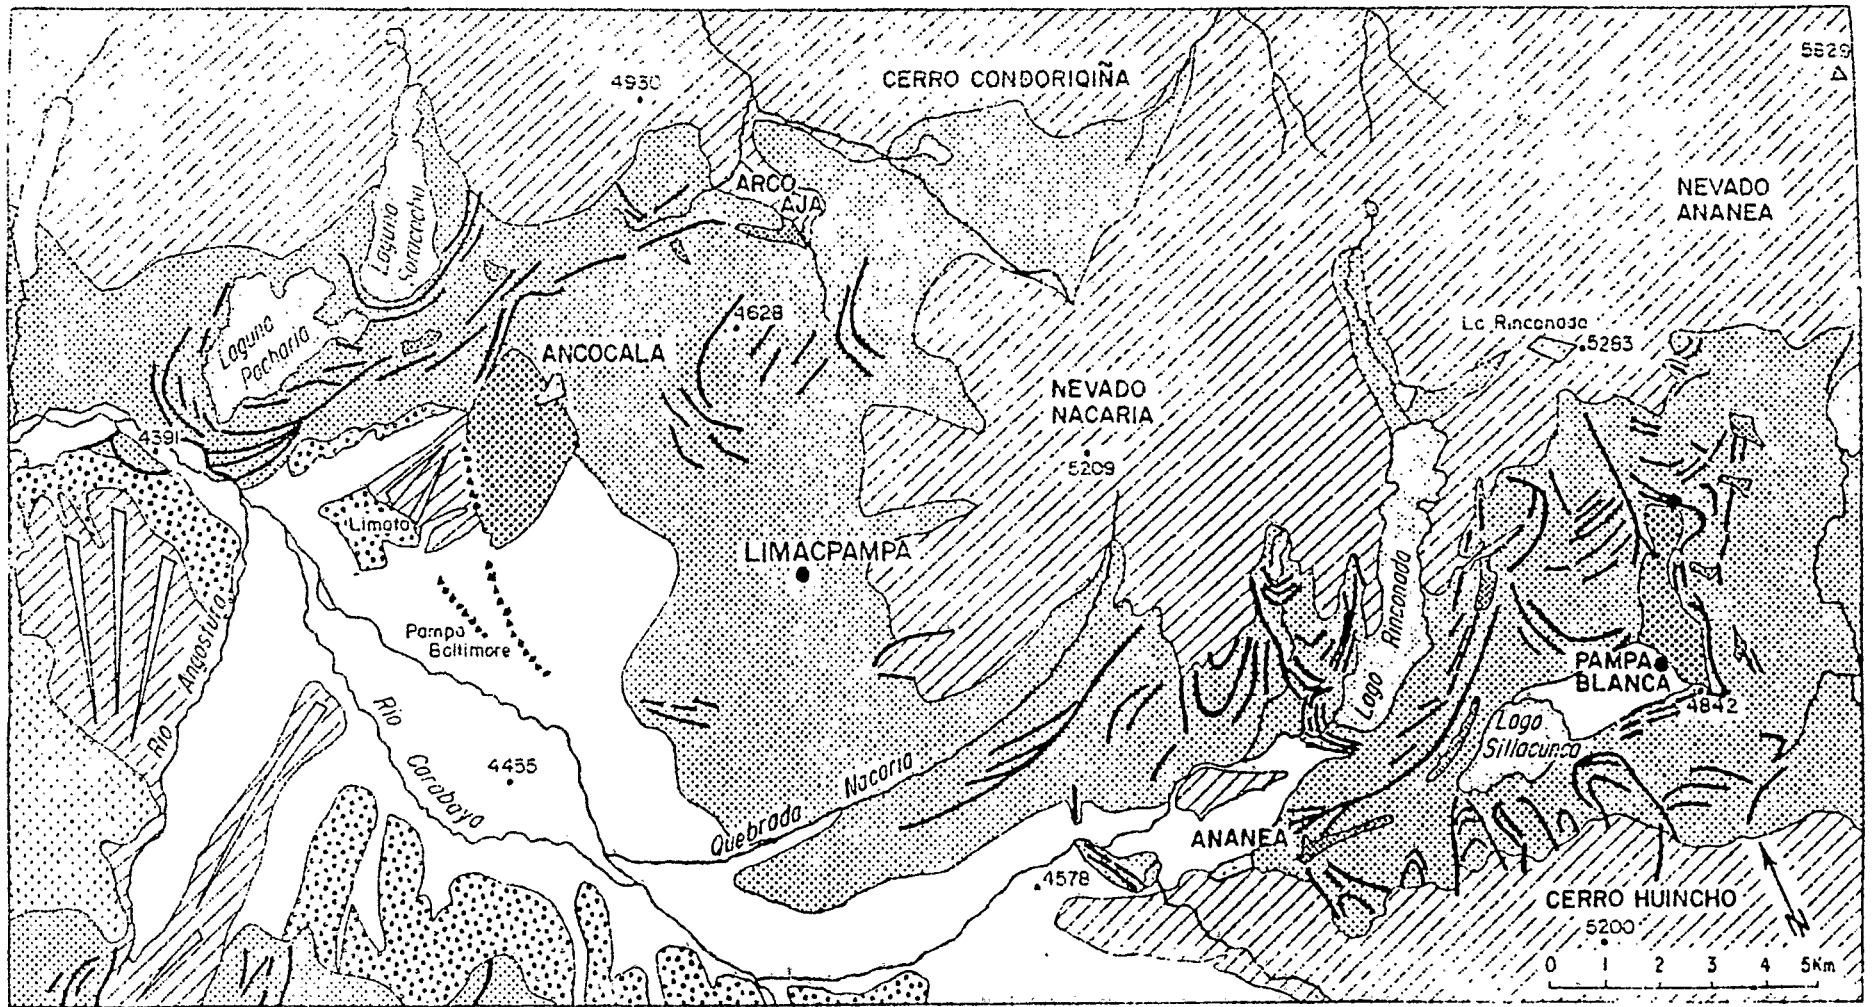 5829
4930
CERRO CONDORIQIÑA
ARCO
AJA
NEVADO
ANANEA
Laguna
Laguna
Pacharia
4628
ANCOCALA
La Rinconada
5263
NEVADO
NACARIA
5209
4391
Limata
LIMACPAMPA
Pampa
Baltimore
Rio Angostura
Rio
Carabaya
4455
Quebrada Nacaria
Lago Rinconada
PAMPA
BLANCA
4842
Lago
Sillacunca
ANANEA
4578
CERRO HUINCHO
5200
N
0 1 2 3 4 5Km